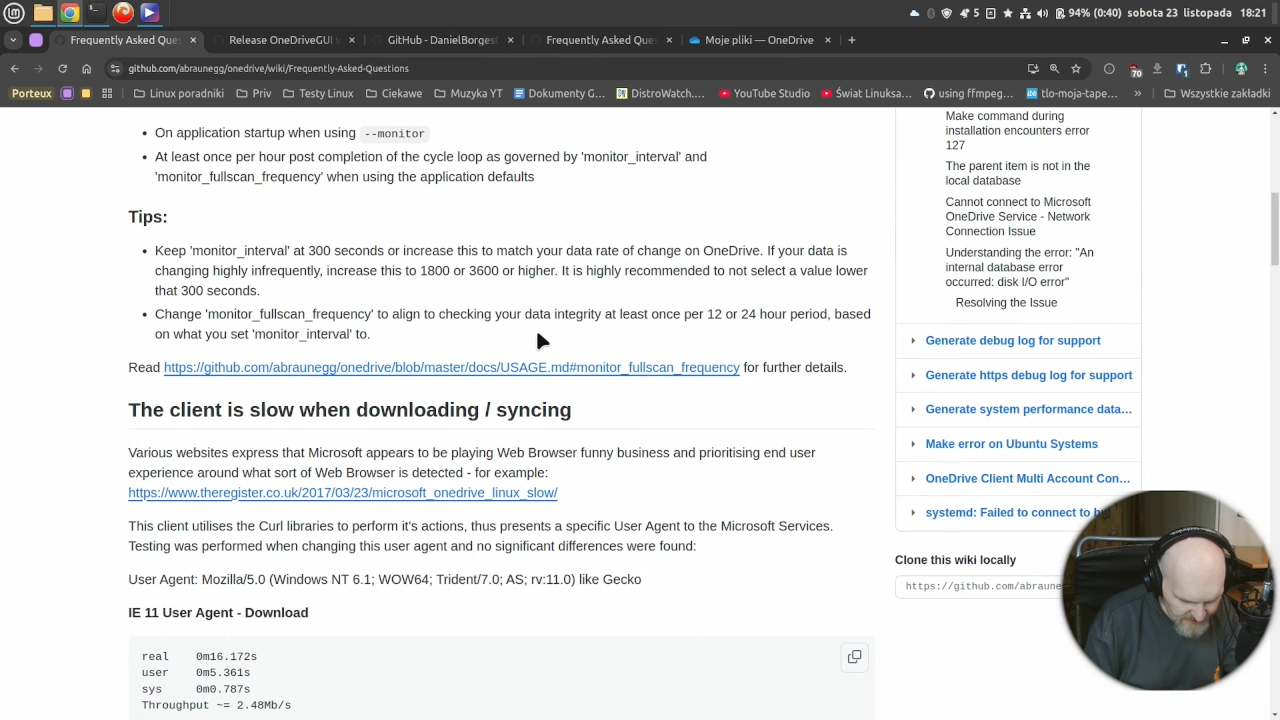 5
94% (0:40)
sobota 23 listopada
18:21
Frequently Asked Que
Release OneDriveGUI v
GitHub - DanielBorges
Frequently Asked Que
Moje pliki — OneDrive
github.com/abraunegg/onedrive/wiki/Frequently-Asked-Questions
70
1
Porteux
Linux poradniki
Priv
Testy Linux
Ciekawe
Muzyka YT
Dokumenty G...
DistroWatch....
YouTube Studio
Świat Linuksa...
using ffmpeg...
tlo-moja-tape...
»
Wszystkie zakładki
• On application startup when using --monitor
• At least once per hour post completion of the cycle loop as governed by 'monitor_interval' and
'monitor_fullscan_frequency' when using the application defaults
Tips:
• Keep 'monitor_interval' at 300 seconds or increase this to match your data rate of change on OneDrive. If your data is
changing highly infrequently, increase this to 1800 or 3600 or higher. It is highly recommended to not select a value lower
that 300 seconds.
• Change 'monitor_fullscan_frequency' to align to checking your data integrity at least once per 12 or 24 hour period, based
on what you set 'monitor_interval' to.
Read https://github.com/abraunegg/onedrive/blob/master/docs/USAGE.md#monitor_fullscan_frequency for further details.
The client is slow when downloading / syncing
Various websites express that Microsoft appears to be playing Web Browser funny business and prioritising end user
experience around what sort of Web Browser is detected - for example:
https://www.theregister.co.uk/2017/03/23/microsoft_onedrive_linux_slow/
This client utilises the Curl libraries to perform it's actions, thus presents a specific User Agent to the Microsoft Services.
Testing was performed when changing this user agent and no significant differences were found:
User Agent: Mozilla/5.0 (Windows NT 6.1; WOW64; Trident/7.0; AS; rv:11.0) like Gecko
IE 11 User Agent - Download
real 0m16.172s
user 0m5.361s
sys 0m0.787s
Throughput ~= 2.48Mb/s
Make command during
installation encounters error
127
The parent item is not in the
local database
Cannot connect to Microsoft
OneDrive Service - Network
Connection Issue
Understanding the error: "An
internal database error
occurred: disk I/O error"
Resolving the Issue
Generate debug log for support
Generate https debug log for support
Generate system performance data...
Make error on Ubuntu Systems
OneDrive Client Multi Account Con...
systemd: Failed to connect to
Clone this wiki locally
https://github.com/abraune